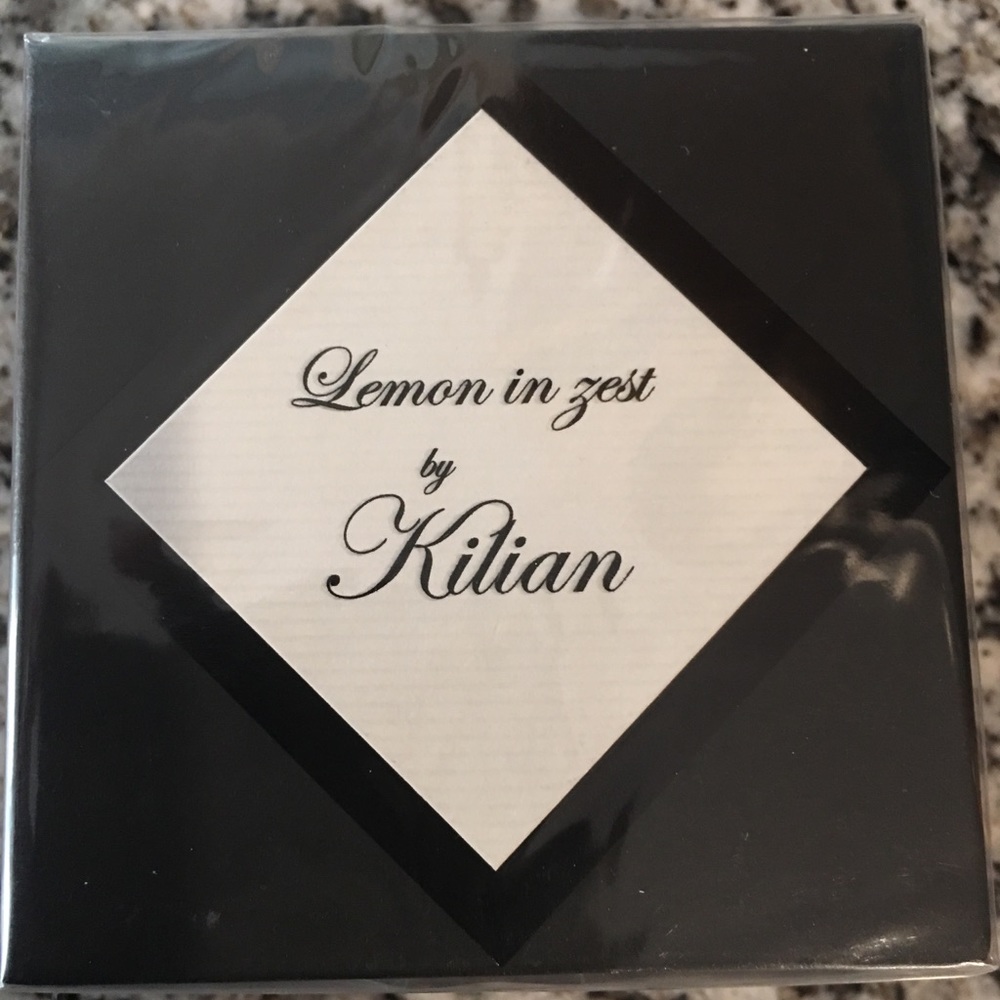 Lemon in zest
by
Kilian